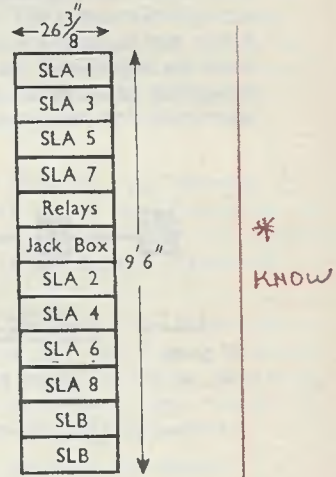 26 3/8"
SLA 1
SLA 3
SLA 5
SLA 7
Relays
Jack Box
9'6"
SLA 2
SLA 4
SLA 6
SLA 8
SLB
SLB
*
KNOW